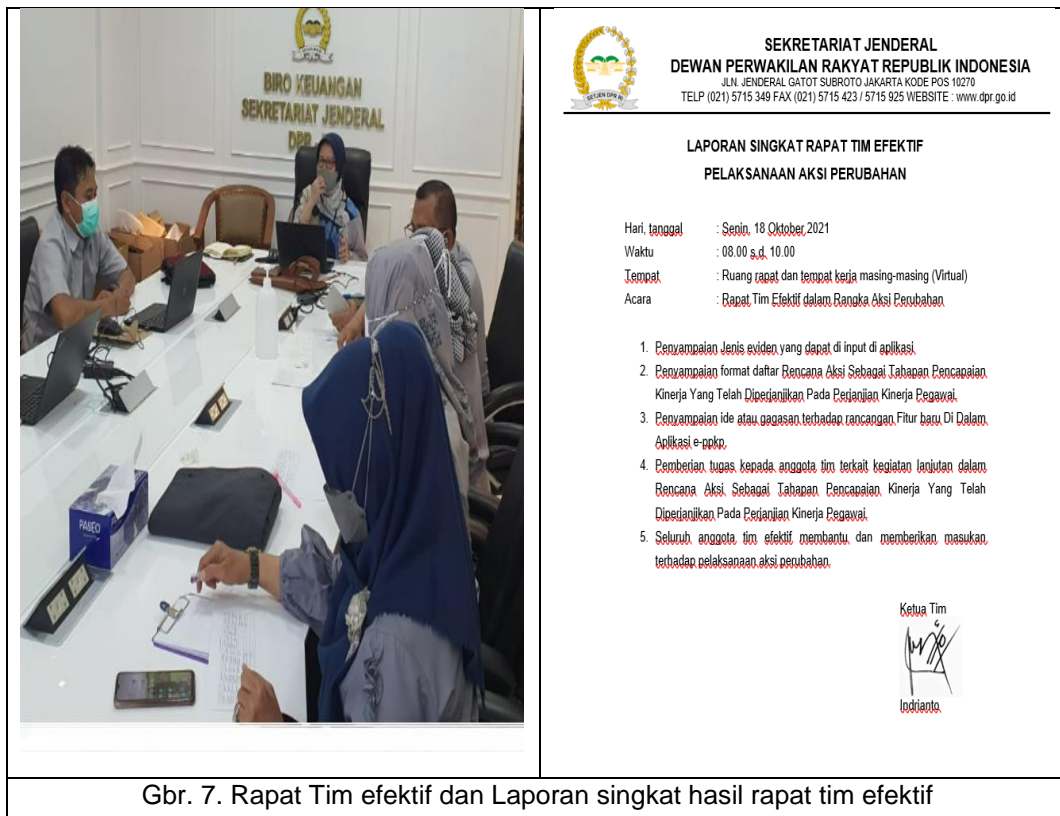 BIRO KEUANGAN
SEKRETARIAT JENDERAL
DPR
PASEO
SETJEN DPR RI
SEKRETARIAT JENDERAL
DEWAN PERWAKILAN RAKYAT REPUBLIK INDONESIA
JLN. JENDERAL GATOT SUBROTO JAKARTA KODE POS 10270
TELP (021) 5715 349 FAX (021) 5715 423 / 5715 925 WEBSITE : www.dpr.go.id
LAPORAN SINGKAT RAPAT TIM EFEKTIF
PELAKSANAAN AKSI PERUBAHAN
Hari, tanggal : Senin, 18 Oktober 2021
Waktu : 08.00 s.d. 10.00
Tempat : Ruang rapat dan tempat kerja masing-masing (Virtual)
Acara : Rapat Tim Efektif dalam Rangka Aksi Perubahan
1. Penyampaian Jenis eviden yang dapat di input di aplikasi
2. Penyampaian format daftar Rencana Aksi Sebagai Tahapan Pencapaian
Kinerja Yang Telah Diperjanjikan Pada Perjanjian Kinerja Pegawai.
3. Penyampaian ide atau gagasan terhadap rancangan Fitur baru Di Dalam
Aplikasi e-ppkp.
4. Pemberian tugas kepada anggota tim terkait kegiatan lanjutan dalam
Rencana Aksi Sebagai Tahapan Pencapaian Kinerja Yang Telah
Diperjanjikan Pada Perjanjian Kinerja Pegawai.
5. Seluruh anggota tim efektif membantu dan memberikan masukan
terhadap pelaksanaan aksi perubahan.
Ketua Tim
Indrianto
Gbr. 7. Rapat Tim efektif dan Laporan singkat hasil rapat tim efektif